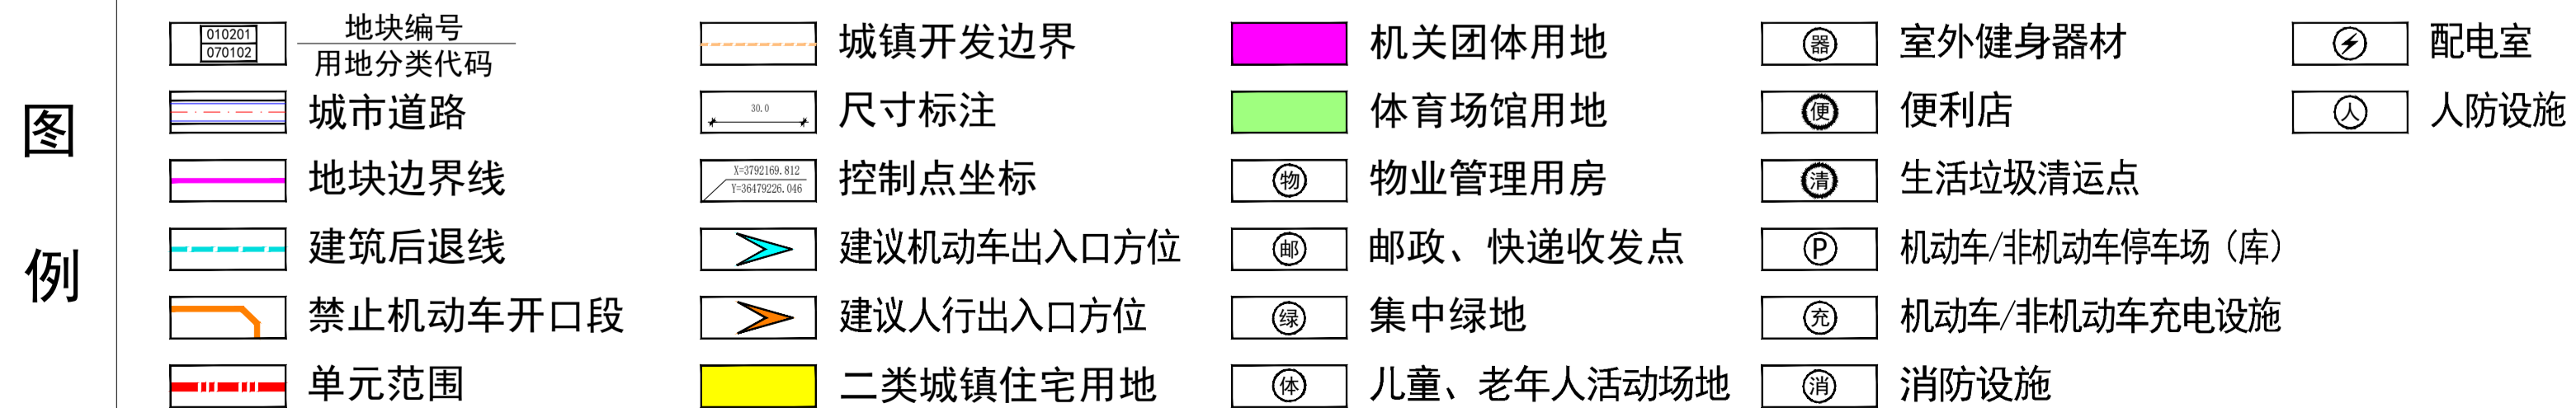 图例
010201
070102
地块编号
用地分类代码
城市道路
地块边界线
建筑后退线
禁止机动车开口段
单元范围
城镇开发边界
30.0
尺寸标注
X=3792169.812
Y=36479226.046
控制点坐标
建议机动车出入口方位
建议人行出入口方位
二类城镇住宅用地
机关团体用地
体育场馆用地
物
物业管理用房
邮
邮政、快递收发点
绿
集中绿地
体
儿童、老年人活动场地
器
室外健身器材
便
便利店
清
生活垃圾清运点
P
机动车/非机动车停车场（库）
充
机动车/非机动车充电设施
消
消防设施
配电室
人
人防设施